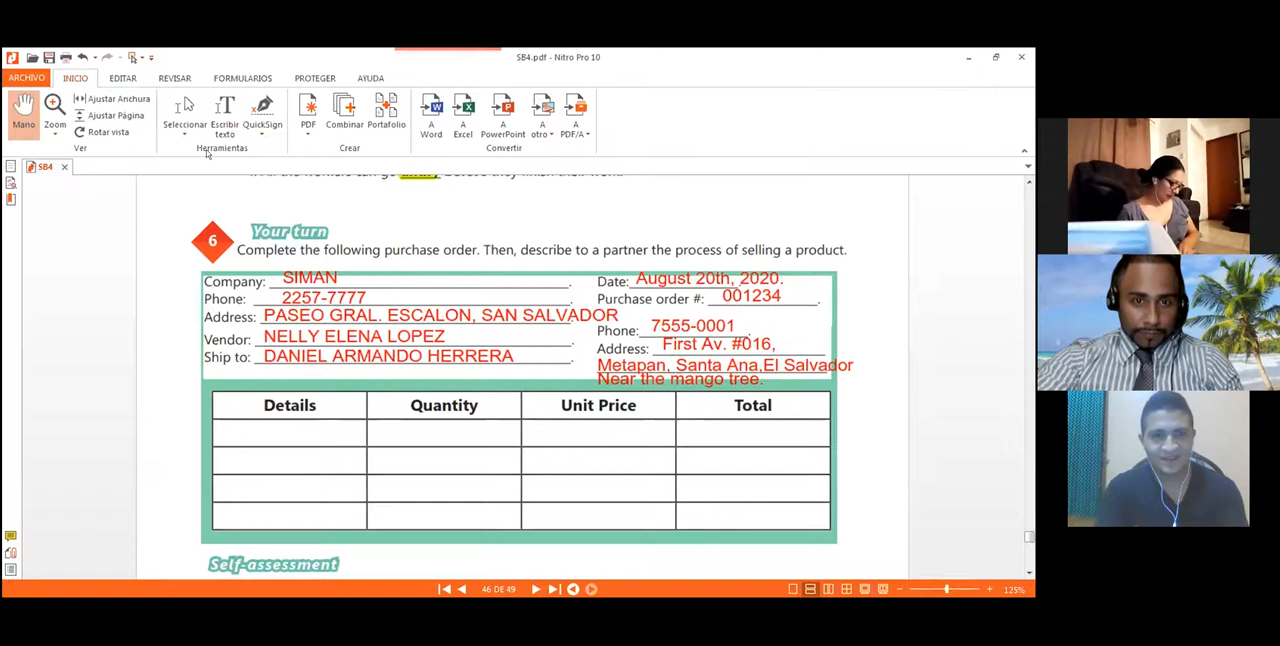 SB4.pdf - Nitro Pro 10
ARCHIVO INICIO EDITAR REVISAR FORMULARIOS PROTEGER AYUDA
Mano
Zoom
Ajustar Anchura
Ajustar Página
Rotar vista
Ver
Seleccionar
Escribir texto
QuickSign
Herramientas
PDF
Combinar
Portafolio
Crear
A Word
A Excel
A PowerPoint
A otro
A PDF/A
Convertir
SB4
6
Your turn
Complete the following purchase order. Then, describe to a partner the process of selling a product.
Company: SIMAN
Phone: 2257-7777
Address: PASEO GRAL. ESCALON, SAN SALVADOR
Vendor: NELLY ELENA LOPEZ
Ship to: DANIEL ARMANDO HERRERA
Date: August 20th, 2020.
Purchase order #: 001234
Phone: 7555-0001
Address: First Av. #016,
Metapan, Santa Ana,El Salvador
Near the mango tree.
Details Quantity Unit Price Total
Self-assessment
46 DE 49
125%